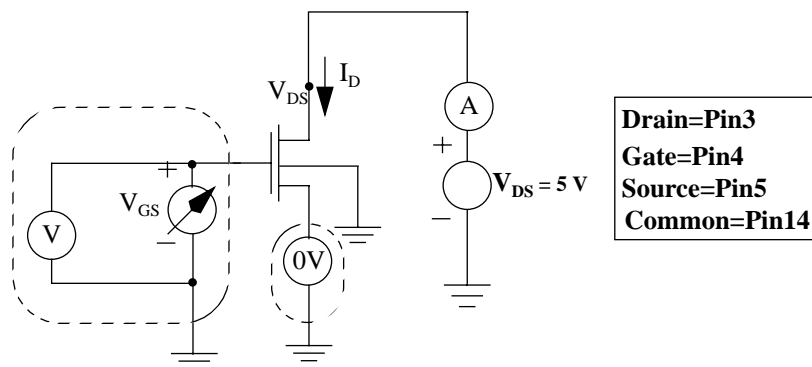 V_DS
I_D
A
+
V_DS = 5 V
−
+
V_GS
−
V
0V
Drain=Pin3
Gate=Pin4
Source=Pin5
Common=Pin14